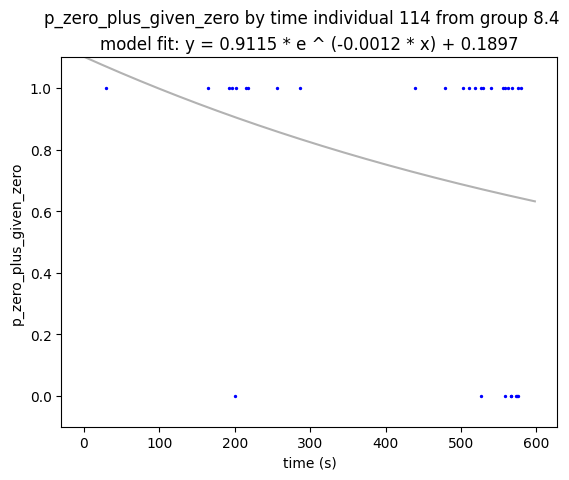 p_zero_plus_given_zero by time individual 114 from group 8.4
model fit: y = 0.9115 * e ^ (-0.0012 * x) + 0.1897
1.0
0.8
0.6
0.4
0.2
0.0
p_zero_plus_given_zero
0 100 200 300 400 500 600
time (s)